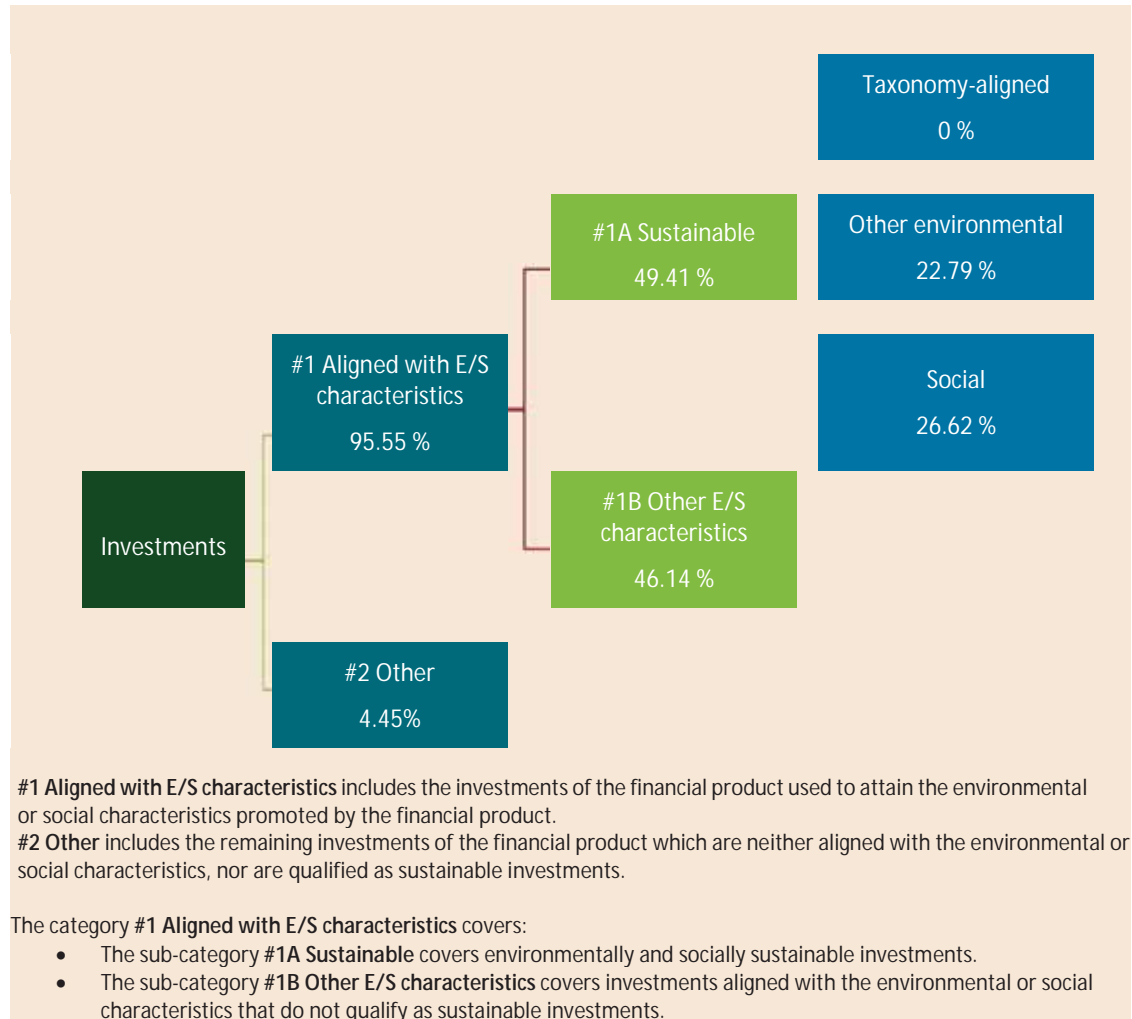 Taxonomy-aligned
0 %
#1A Sustainable
49.41 %
Other environmental
22.79 %
#1 Aligned with E/S
characteristics
95.55 %
Social
26.62 %
Investments
#1B Other E/S
characteristics
46.14 %
#2 Other
4.45%
#1 Aligned with E/S characteristics includes the investments of the financial product used to attain the environmental
or social characteristics promoted by the financial product.
#2 Other includes the remaining investments of the financial product which are neither aligned with the environmental or
social characteristics, nor are qualified as sustainable investments.
The category #1 Aligned with E/S characteristics covers:
• The sub-category #1A Sustainable covers environmentally and socially sustainable investments.
• The sub-category #1B Other E/S characteristics covers investments aligned with the environmental or social
characteristics that do not qualify as sustainable investments.